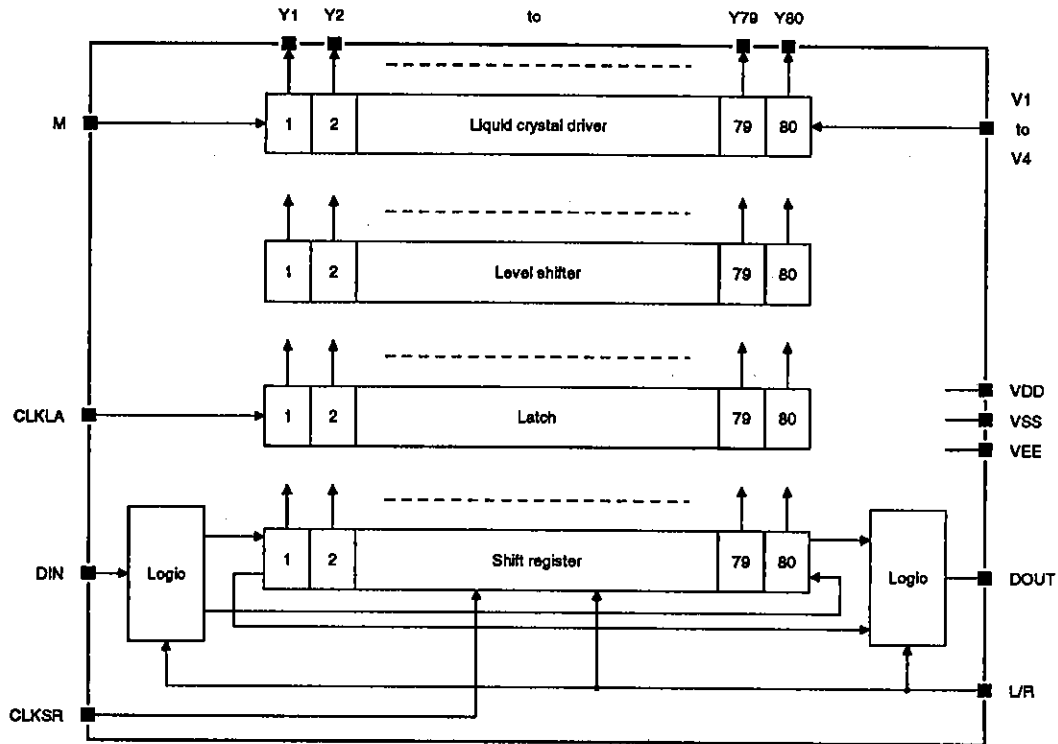 Y1 Y2 to Y79 Y80
V1
M 1 2 Liquid crystal driver 79 80 to
V4
1 2 Level shifter 79 80
VDD
CLKLA 1 2 Latch 79 80 VSS
VEE
DIN Logic 1 2 Shift register 79 80 Logic DOUT
L/R
CLKSR